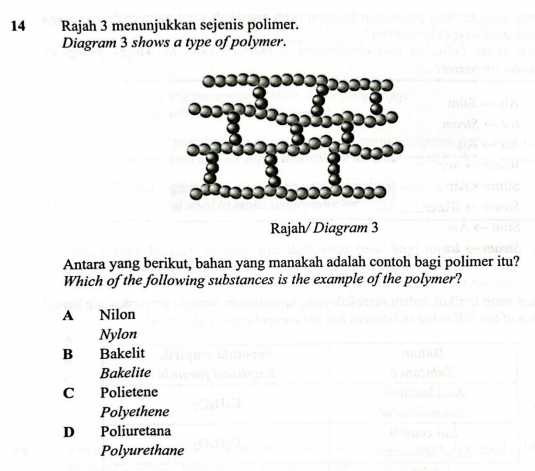 14 Rajah 3 menunjukkan sejenis polimer.
Diagram 3 shows a type of polymer.
Rajah/ Diagram 3
Antara yang berikut, bahan yang manakah adalah contoh bagi polimer itu?
Which of the following substances is the example of the polymer?
A Nilon
Nylon
B Bakelit
Bakelite
C Polietena
Polyethene
D Poliuretana
Polyurethane